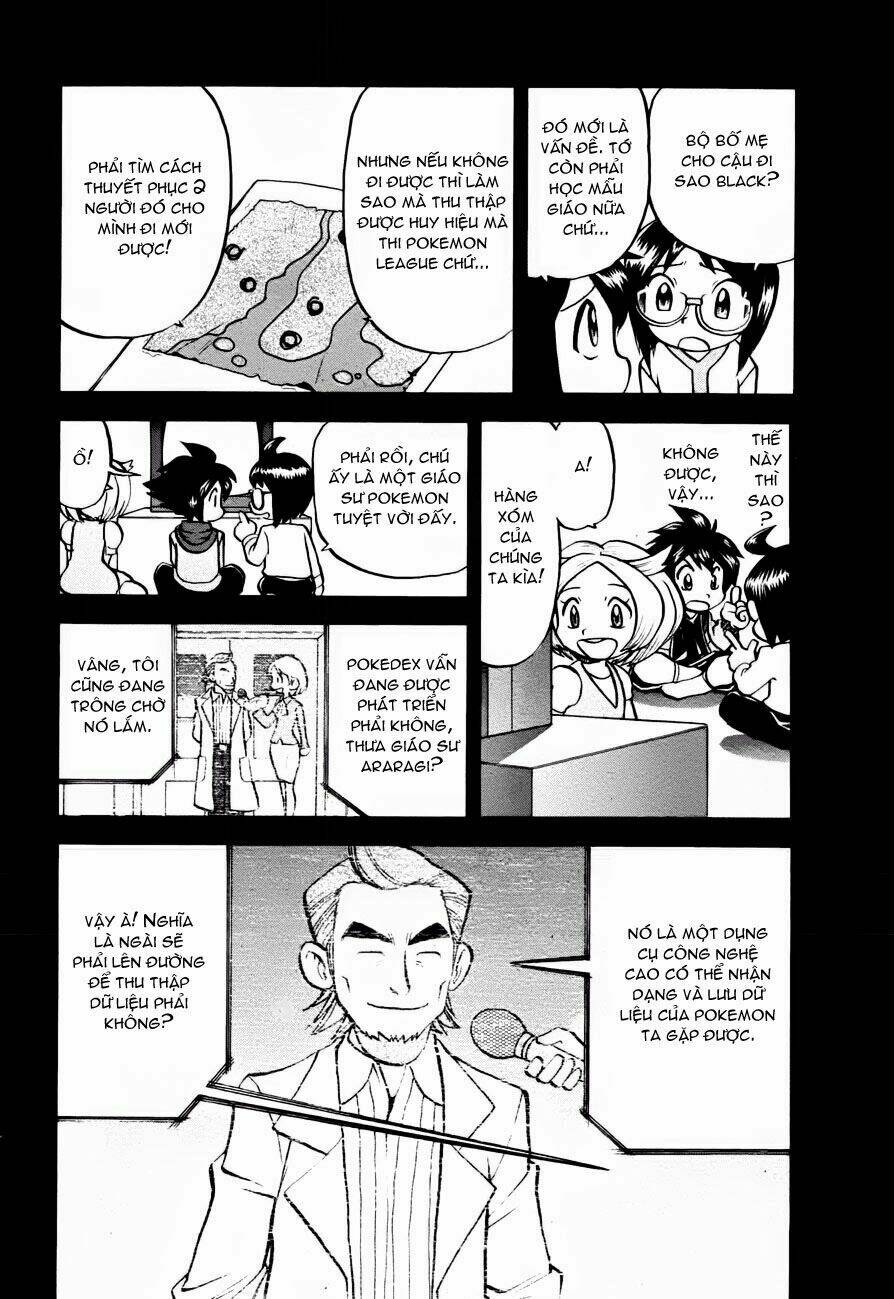 BỘ BỐ MẸ
CHO CẬU ĐI
SAO BLACK?
ĐÓ MỚI LÀ
VẤN ĐỀ. TỚ
CÒN PHẢI
HỌC MẪU
GIÁO NỮA
CHỨ...
NHƯNG NẾU KHÔNG
ĐI ĐƯỢC THÌ LÀM
SAO MÀ THU THẬP
ĐƯỢC HUY HIỆU MÀ
THI POKEMON
LEAGUE CHỨ...
PHẢI TÌM CÁCH
THUYẾT PHỤC 2
NGƯỜI ĐÓ CHO
MÌNH ĐI MỚI
ĐƯỢC!
THẾ
NÀY
THÌ
SAO
?
KHÔNG
ĐƯỢC,
VẬY...
A!
HÀNG
XÓM
CỦA
CHÚNG
TA KÌA!
PHẢI RỒI, CHÚ
ẤY LÀ MỘT GIÁO
SƯ POKEMON
TUYỆT VỜI ĐẤY.
Ồ!
POKEDEX VẪN
ĐANG ĐƯỢC
PHÁT TRIỂN
PHẢI KHÔNG,
THƯA GIÁO SƯ
ARARAGI?
VÂNG, TÔI
CŨNG ĐANG
TRÔNG CHỜ
NÓ LẮM.
NÓ LÀ MỘT DỤNG
CỤ CÔNG NGHỆ
CAO CÓ THỂ NHẬN
DẠNG VÀ LƯU DỮ
LIỆU CỦA POKEMON
TA GẶP ĐƯỢC.
VẬY À! NGHĨA
LÀ NGÀI SẼ
PHẢI LÊN ĐƯỜNG
ĐỂ THU THẬP
DỮ LIỆU PHẢI
KHÔNG?